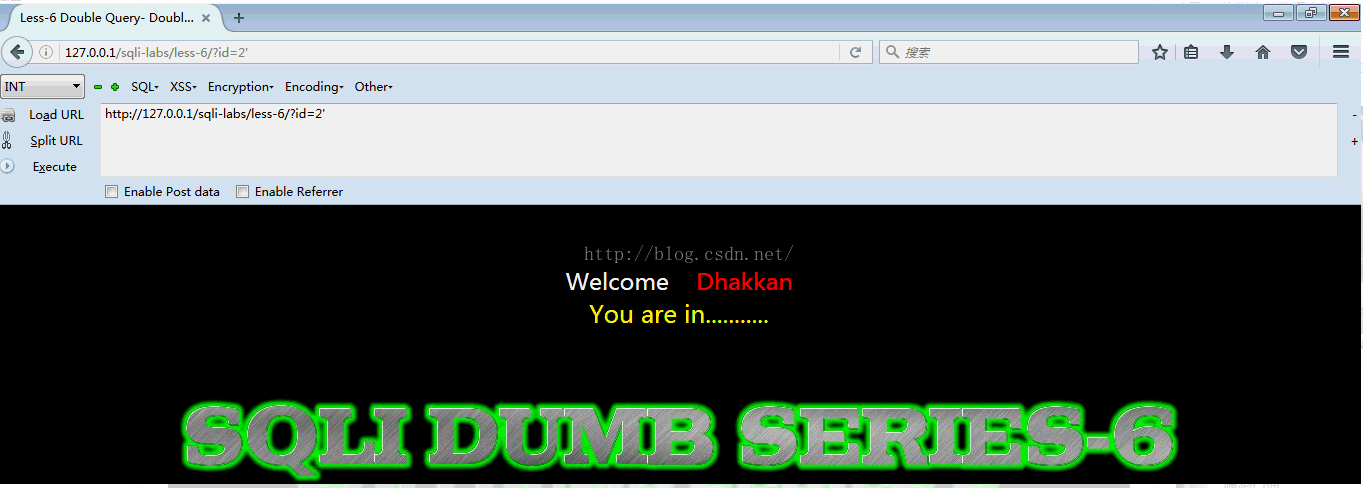 Less-6 Double Query- Doubl...
127.0.0.1/sqli-labs/less-6/?id=2'
搜索
INT SQL XSS Encryption Encoding Other
Load URL
http://127.0.0.1/sqli-labs/less-6/?id=2'
Split URL
Execute
Enable Post data Enable Referrer
http://blog.csdn.net/
Welcome Dhakkan
You are in...........
SQLI DUMB SERIES-6